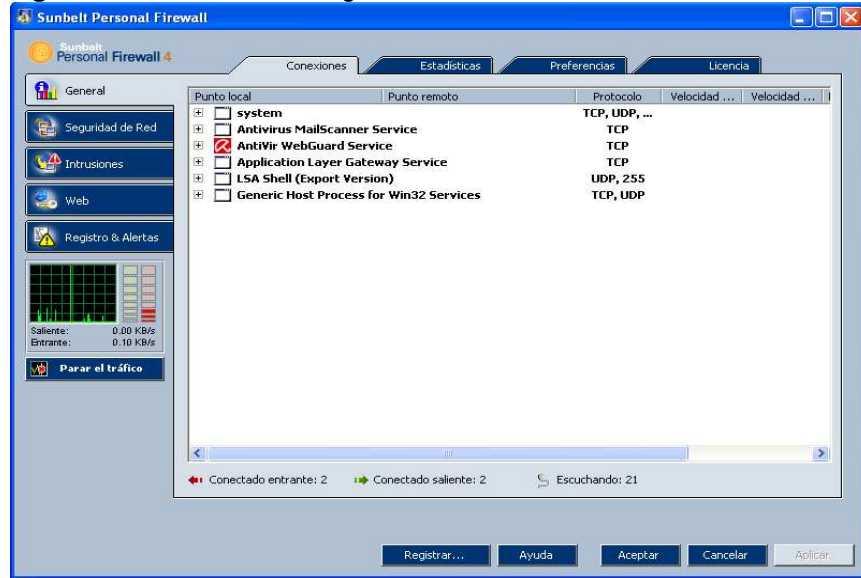 Sunbelt Personal Firewall
Sunbelt
Personal Firewall 4
Conexiones
Estadísticas
Preferencias
Licencia
General
Seguridad de Red
Intrusiones
Web
Registro & Alertas
Saliente: 0.00 KB/s
Entrante: 0.10 KB/s
Parar el tráfico
Punto local Punto remoto Protocolo Velocidad ... Velocidad ...
system TCP, UDP, ...
Antivirus MailScanner Service TCP
AntiVir WebGuard Service TCP
Application Layer Gateway Service TCP
LSA Shell (Export Version) UDP, 255
Generic Host Process for Win32 Services TCP, UDP
Conectado entrante: 2 Conectado saliente: 2 Escuchando: 21
Registrar... Ayuda Aceptar Cancelar Aplicar